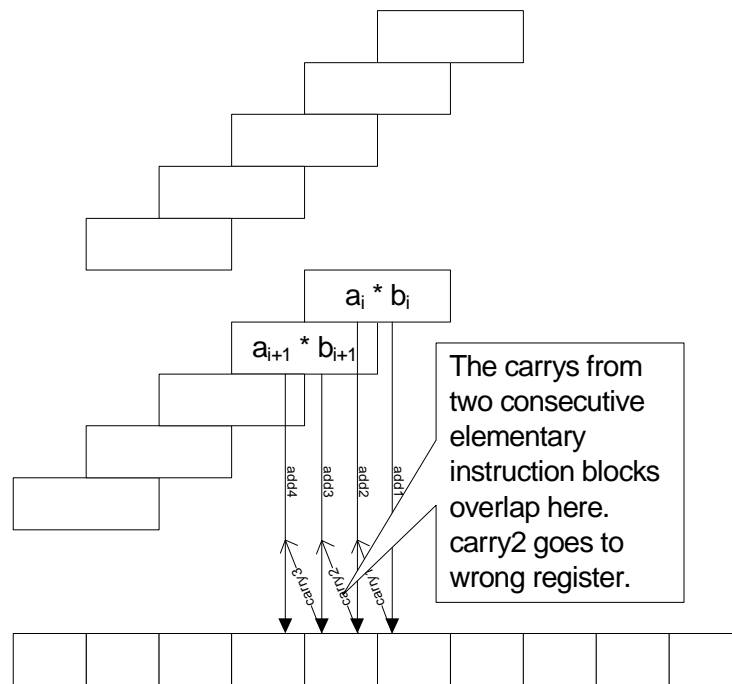 aᵢ * bᵢ
aᵢ₊₁ * bᵢ₊₁
The carrys from
two consecutive
elementary
instruction blocks
overlap here.
carry2 goes to
wrong register.
add4
add3
add2
add1
carry3
carry2